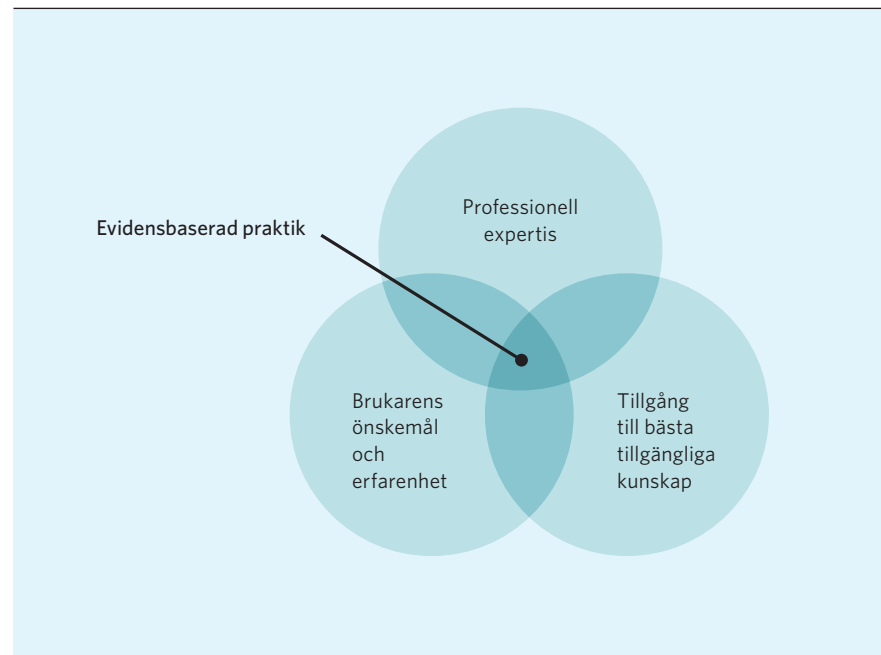 Evidensbaserad praktik
Professionell
expertis
Brukarens
önskemål
och
erfarenhet
Tillgång
till bästa
tillgängliga
kunskap